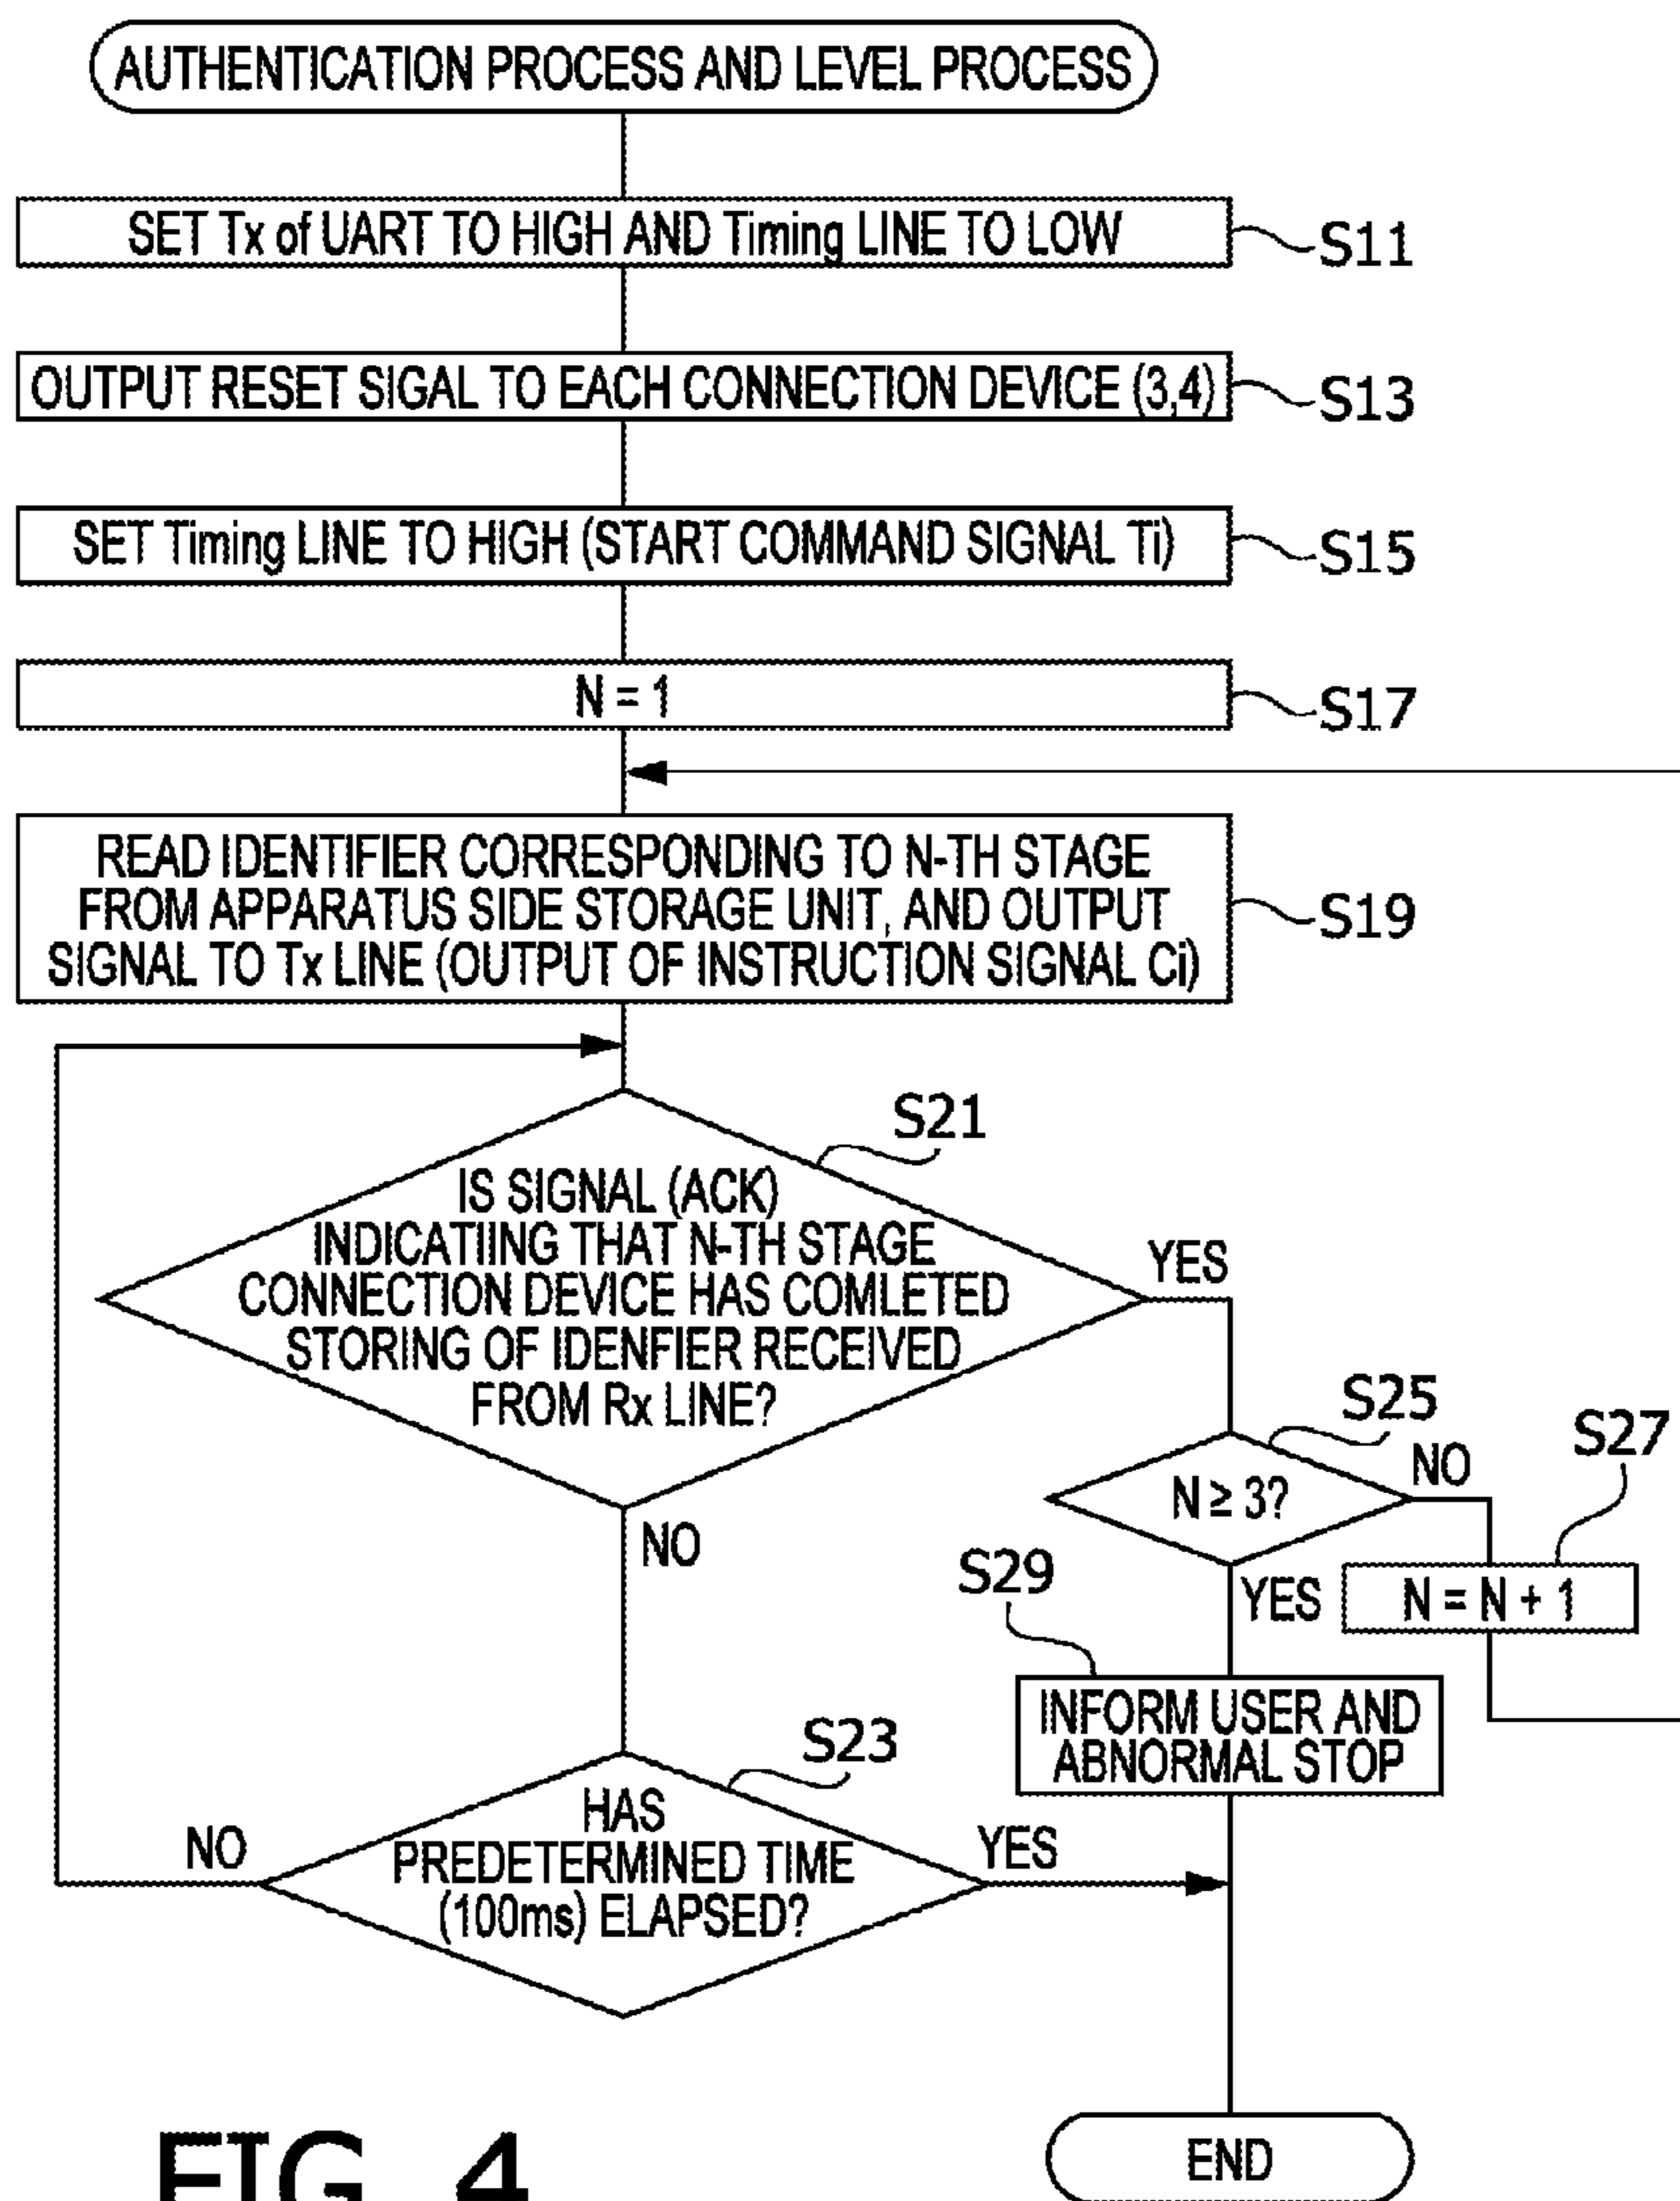 AUTHENTICATION PROCESS AND LEVEL PROCESS
SET Tx of UART TO HIGH AND Timing LINE TO LOW
S11
OUTPUT RESET SIGAL TO EACH CONNECTION DEVICE (3,4)
S13
SET Timing LINE TO HIGH (START COMMAND SIGNAL Ti)
S15
N = 1
S17
READ IDENTIFIER CORRESPONDING TO N-TH STAGE
FROM APPARATUS SIDE STORAGE UNIT, AND OUTPUT
SIGNAL TO Tx LINE (OUTPUT OF INSTRUCTION SIGNAL Ci)
S19
S21
IS SIGNAL (ACK)
INDICATIING THAT N-TH STAGE
CONNECTION DEVICE HAS COMLETED
STORING OF IDENFIER RECEIVED
FROM Rx LINE?
YES
NO
S25
N ≥ 3?
NO
S27
YES
N = N + 1
S29
INFORM USER AND
ABNORMAL STOP
S23
HAS
PREDETERMINED TIME
(100ms) ELAPSED?
NO
YES
END
FIG. 4